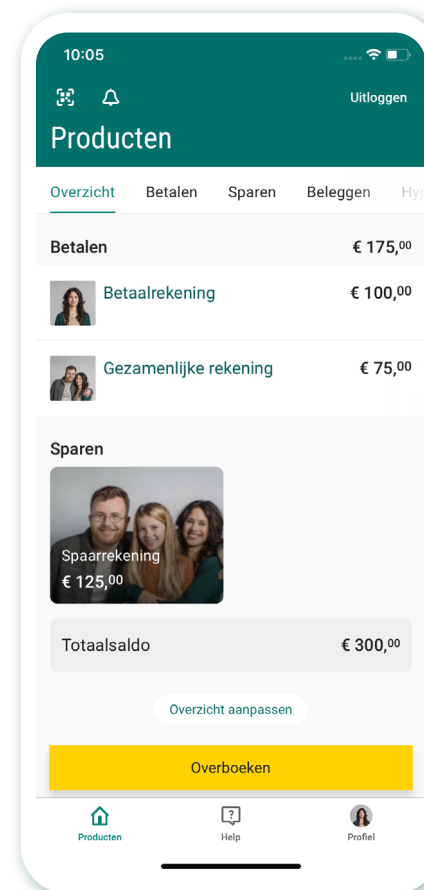 10:05
Uitloggen
Producten
Overzicht Betalen Sparen Beleggen Hyp
Betalen € 175,00
Betaalrekening € 100,00
Gezamenlijke rekening € 75,00
Sparen
Spaarrekening
€ 125,00
Totaalsaldo € 300,00
Overzicht aanpassen
Overboeken
Producten Help Profiel